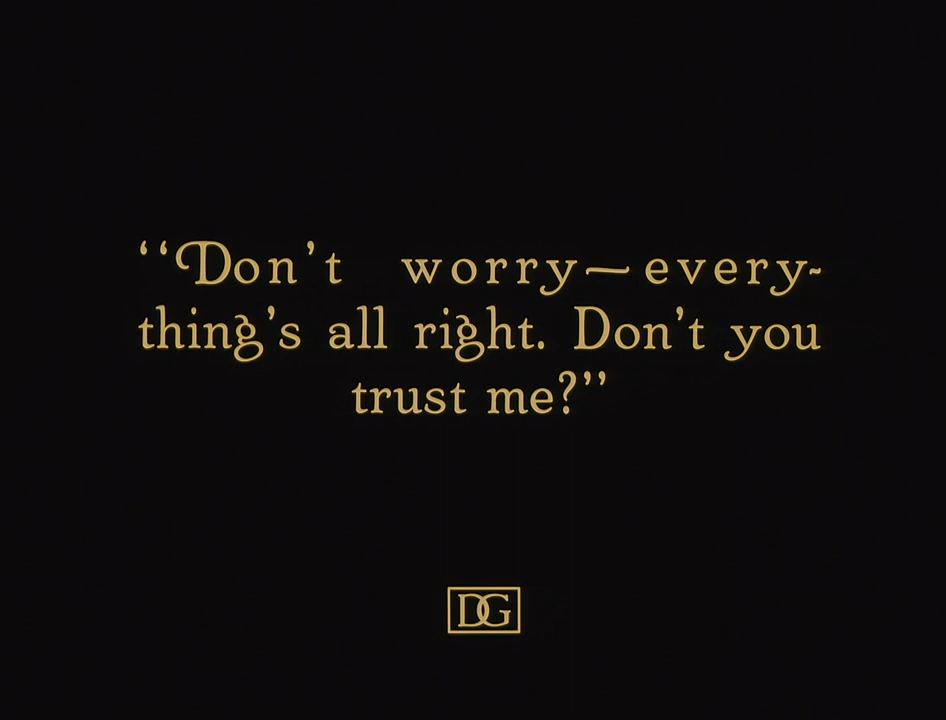 ‘‘Don’t worry—every-
thing’s all right. Don’t you
trust me?’’
DG